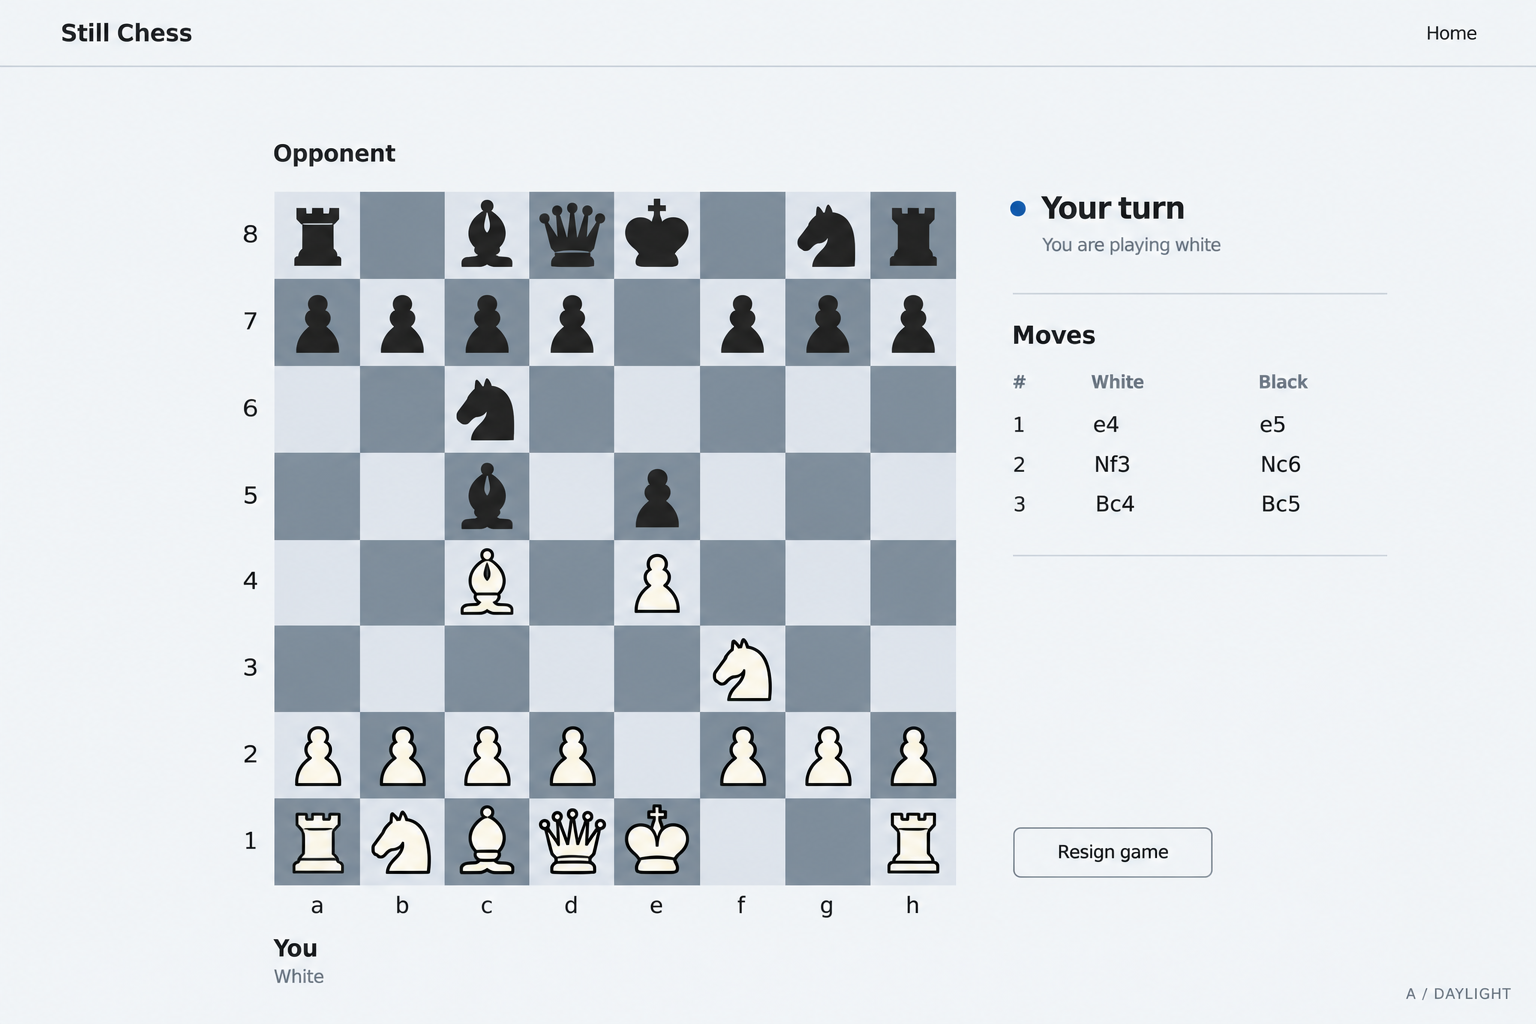 Still Chess
Home
Opponent
8
7
6
5
4
3
2
1
a b c d e f g h
You
White
Your turn
You are playing white
Moves
# White Black
1 e4 e5
2 Nf3 Nc6
3 Bc4 Bc5
Resign game
A / DAYLIGHT